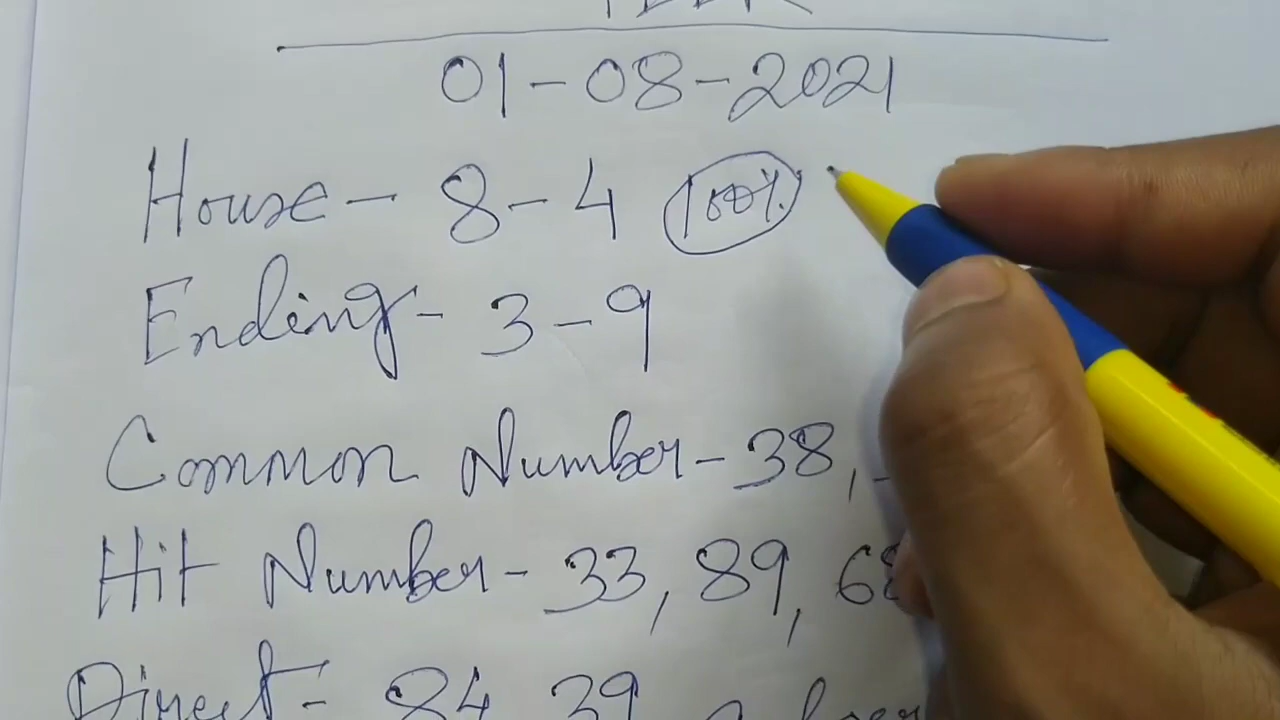 01-08-2021
House - 8-4 100%
Ending - 3-9
Common Number - 38,
Hit Number - 33, 89, 68
Direct - 84, 39